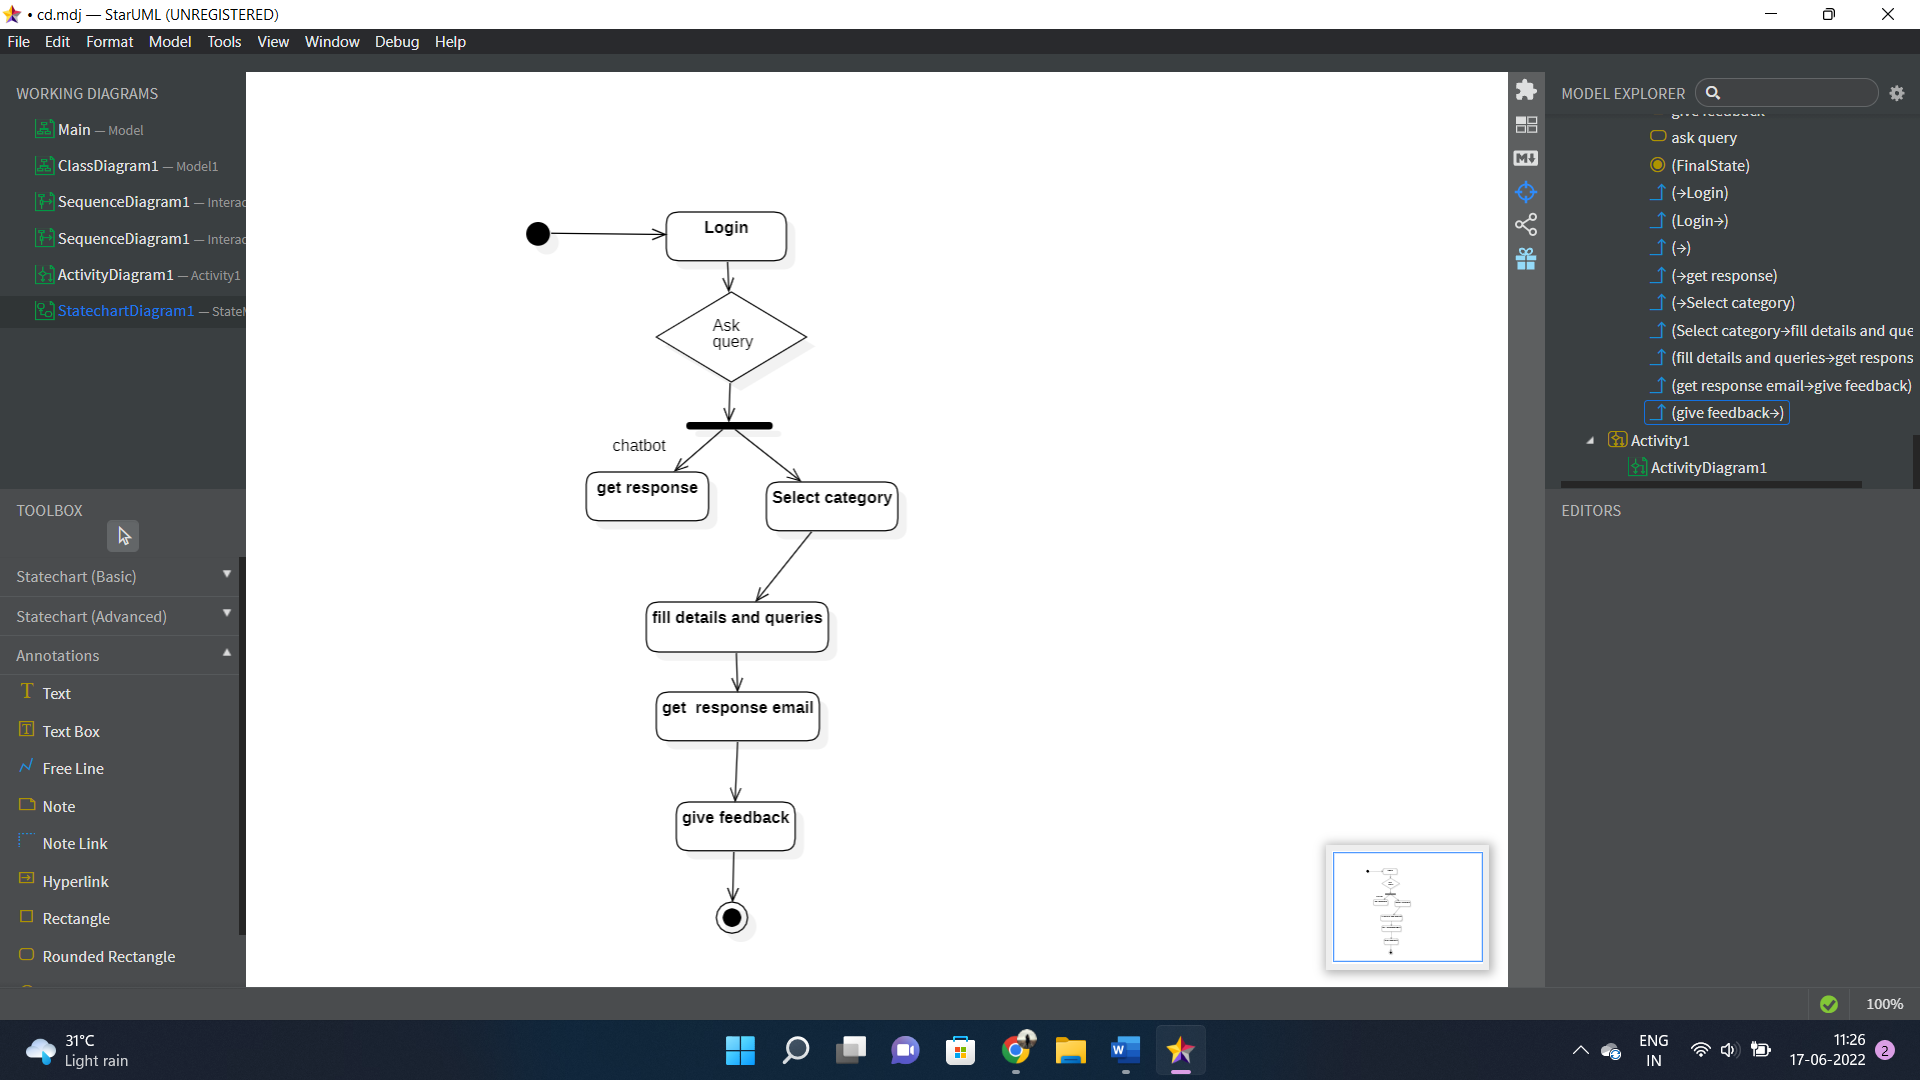 • cd.mdj — StarUML (UNREGISTERED)
File Edit Format Model Tools View Window Debug Help
WORKING DIAGRAMS
Main — Model
ClassDiagram1 — Model1
SequenceDiagram1 — Interac
SequenceDiagram1 — Interac
ActivityDiagram1 — Activity1
StatechartDiagram1 — StateM
TOOLBOX
Statechart (Basic)
Statechart (Advanced)
Annotations
Text
Text Box
Free Line
Note
Note Link
Hyperlink
Rectangle
Rounded Rectangle
Login
Ask
query
chatbot
get response
Select category
fill details and queries
get  response email
give feedback
MODEL EXPLORER
give feedback
ask query
(FinalState)
(→Login)
(Login→)
(→)
(→get response)
(→Select category)
(Select category→fill details and que
(fill details and queries→get respons
(get response email→give feedback)
(give feedback→)
Activity1
ActivityDiagram1
EDITORS
100%
31°C
Light rain
ENG
IN
11:26
17-06-2022
2